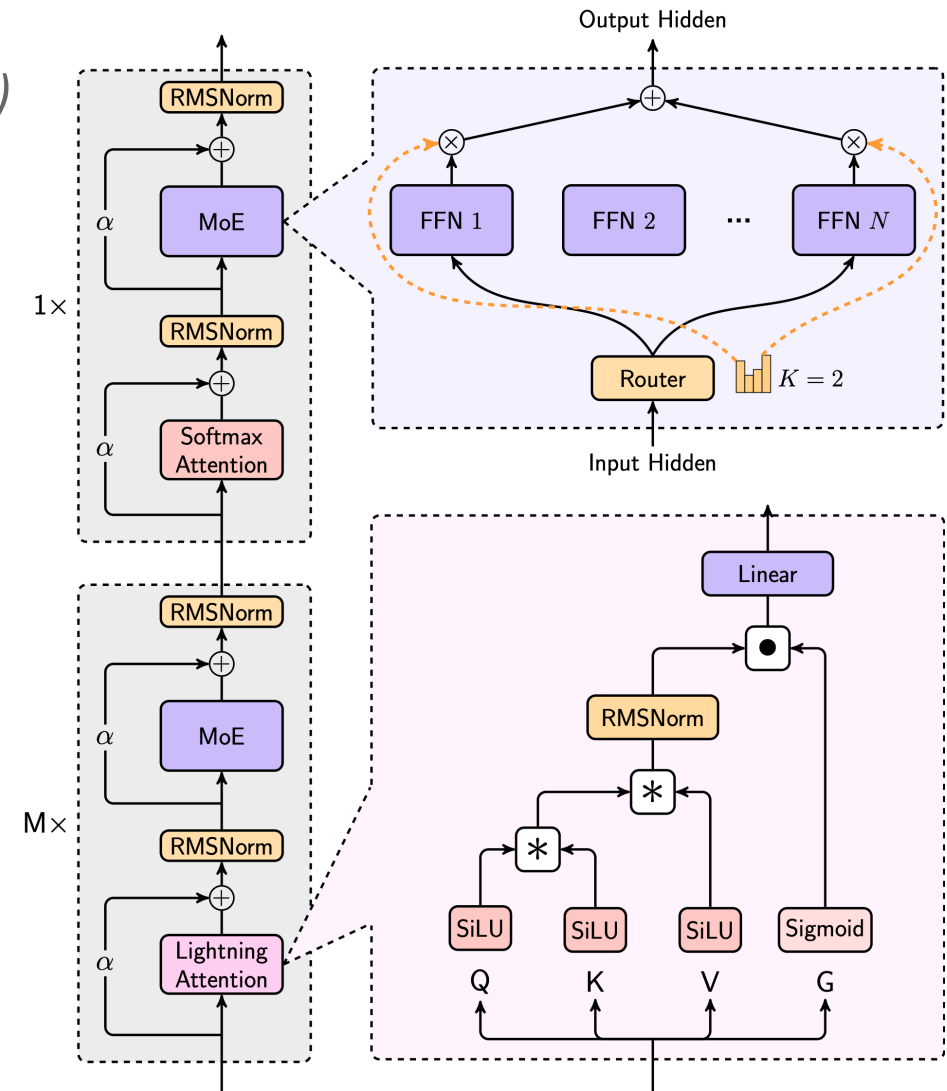 Output Hidden
)
RMSNorm
+
×
×
α
MoE
FFN 1
FFN 2
...
FFN N
1×
RMSNorm
+
Router
K = 2
α
Softmax
Attention
Input Hidden
Linear
RMSNorm
+
•
α
MoE
RMSNorm
*
M×
RMSNorm
*
+
α
Lightning
Attention
SiLU
SiLU
SiLU
Sigmoid
Q
K
V
G